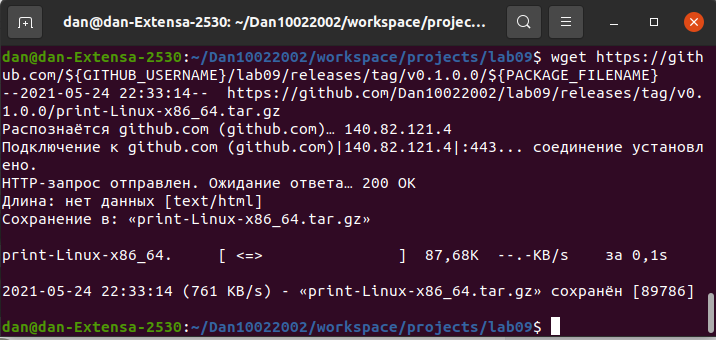 dan@dan-Extensa-2530: ~/Dan10022002/workspace/projec…
dan@dan-Extensa-2530:~/Dan10022002/workspace/projects/lab09$ wget https://gith
ub.com/${GITHUB_USERNAME}/lab09/releases/tag/v0.1.0.0/${PACKAGE_FILENAME}
--2021-05-24 22:33:14--  https://github.com/Dan10022002/lab09/releases/tag/v0.
1.0.0/print-Linux-x86_64.tar.gz
Распознаётся github.com (github.com)… 140.82.121.4
Подключение к github.com (github.com)|140.82.121.4|:443... соединение установл
ено.
HTTP-запрос отправлен. Ожидание ответа… 200 OK
Длина: нет данных [text/html]
Сохранение в: «print-Linux-x86_64.tar.gz»
print-Linux-x86_64.     [ <=>                ]  87,68K  --.-KB/s    за 0,1s
2021-05-24 22:33:14 (761 KB/s) - «print-Linux-x86_64.tar.gz» сохранён [89786]
dan@dan-Extensa-2530:~/Dan10022002/workspace/projects/lab09$